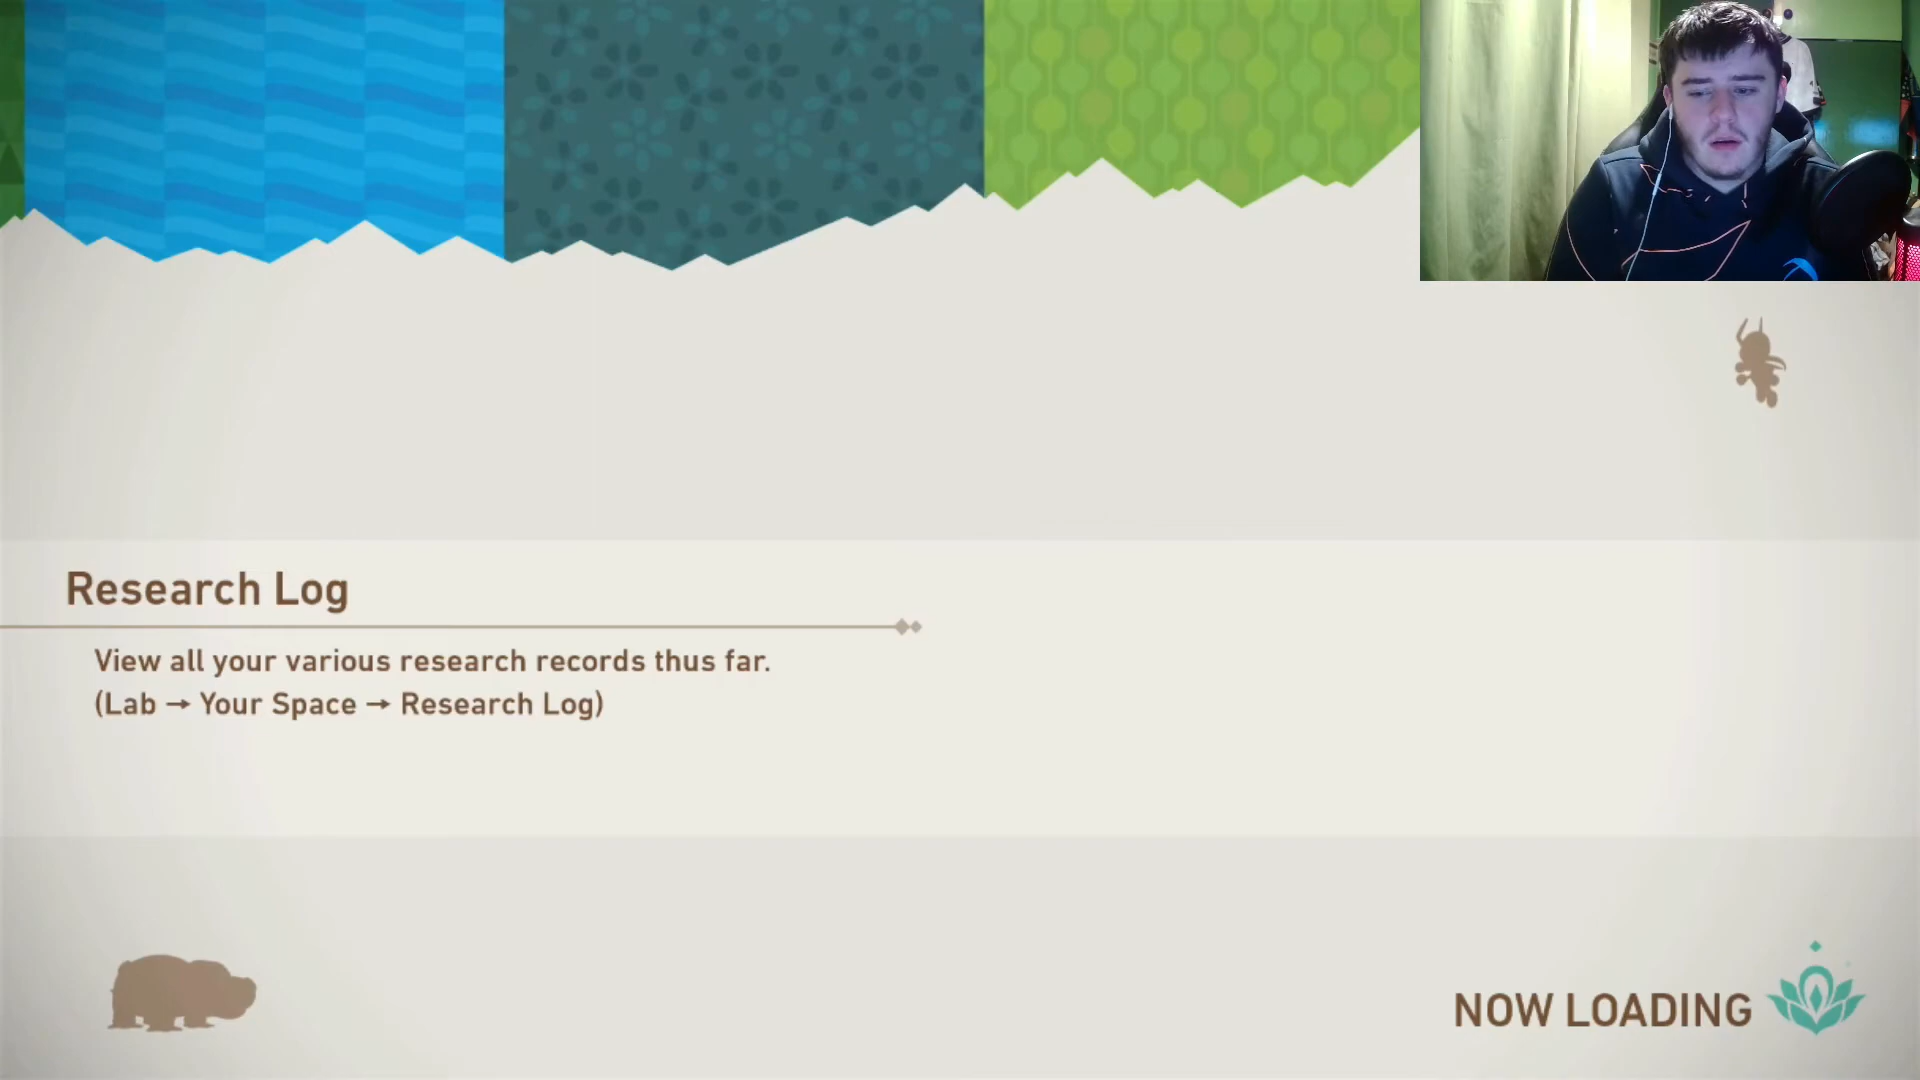 Research Log
View all your various research records thus far.
(Lab → Your Space → Research Log)
NOW LOADING